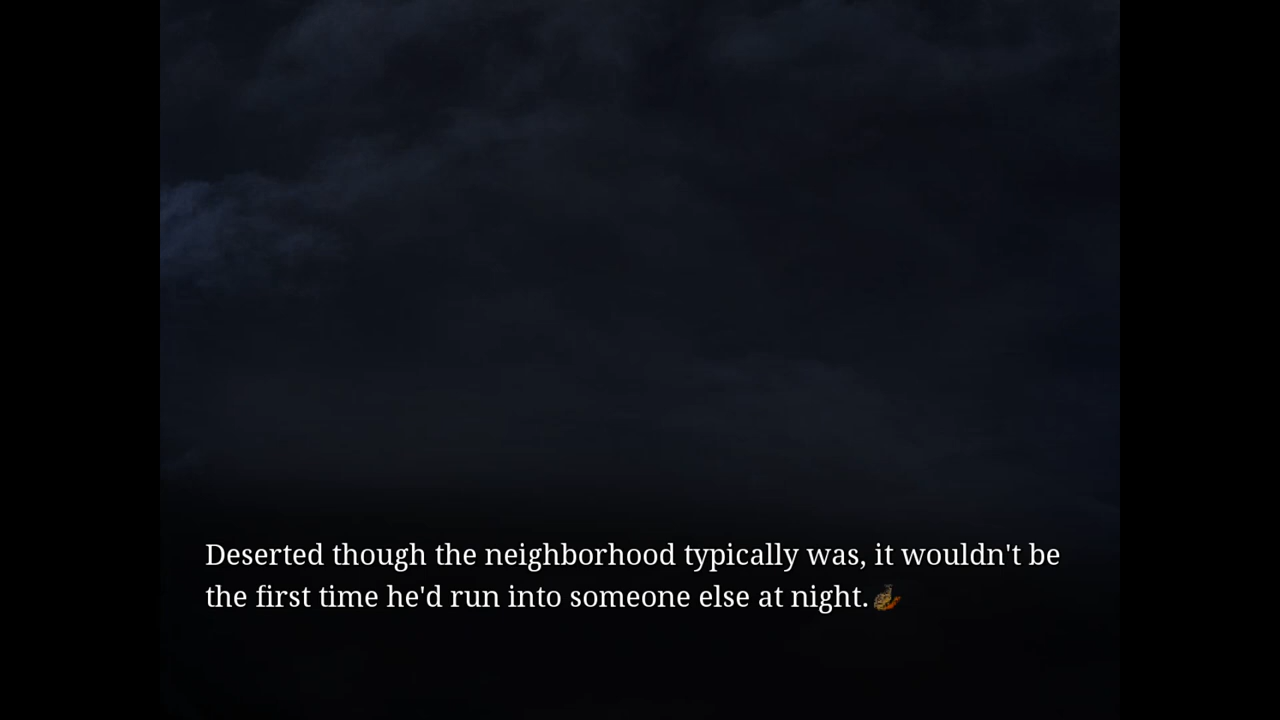 Deserted though the neighborhood typically was, it wouldn't be
the first time he'd run into someone else at night.